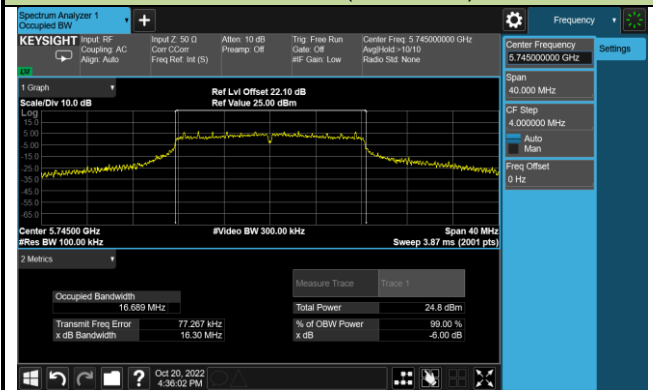 Spectrum Analyzer 1
Occupied BW
+
Frequency
KEYSIGHT
Input: RF
Coupling: AC
Align: Auto
Input Z: 50 Ω
Corr CCorr
Freq Ref: Int (S)
Atten: 10 dB
Preamp: Off
Trig: Free Run
Gate: Off
#IF Gain: Low
Center Freq: 5.745000000 GHz
Avg|Hold:>10/10
Radio Std: None
Center Frequency
5.745000000 GHz
Settings
Span
40.000 MHz
CF Step
4.000000 MHz
Auto
Man
Freq Offset
0 Hz
1 Graph
Scale/Div 10.0 dB
Ref Lvl Offset 22.10 dB
Ref Value 25.00 dBm
Log
15.0
5.00
-5.00
-15.0
-25.0
-35.0
-45.0
-55.0
-65.0
Center 5.74500 GHz
#Video BW 300.00 kHz
Span 40 MHz
#Res BW 100.00 kHz
Sweep 3.87 ms (2001 pts)
2 Metrics
Measure Trace
Trace 1
Occupied Bandwidth
16.689 MHz
Total Power
24.8 dBm
Transmit Freq Error
77.267 kHz
% of OBW Power
99.00 %
x dB Bandwidth
16.30 MHz
x dB
-6.00 dB
?
Oct 20, 2022
4:36:02 PM